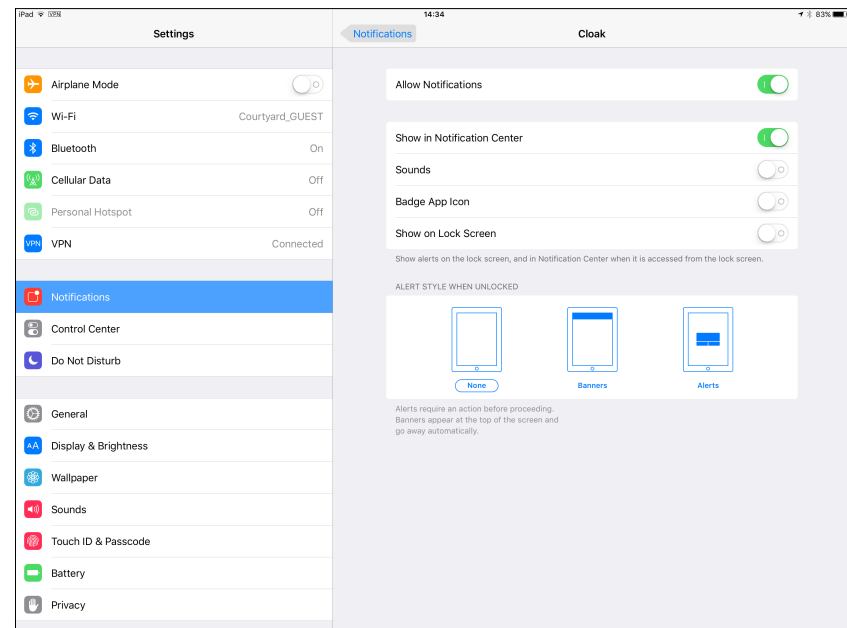 iPad VPN 14:34 83%
Settings
Notifications Cloak
Airplane Mode
Wi-Fi Courtyard_GUEST
Bluetooth On
Cellular Data Off
Personal Hotspot Off
VPN VPN Connected
Notifications
Control Center
Do Not Disturb
General
AA Display & Brightness
Wallpaper
Sounds
Touch ID & Passcode
Battery
Privacy
Allow Notifications
Show in Notification Center
Sounds
Badge App Icon
Show on Lock Screen
Show alerts on the lock screen, and in Notification Center when it is accessed from the lock screen.
ALERT STYLE WHEN UNLOCKED
None Banners Alerts
Alerts require an action before proceeding.
Banners appear at the top of the screen and
go away automatically.